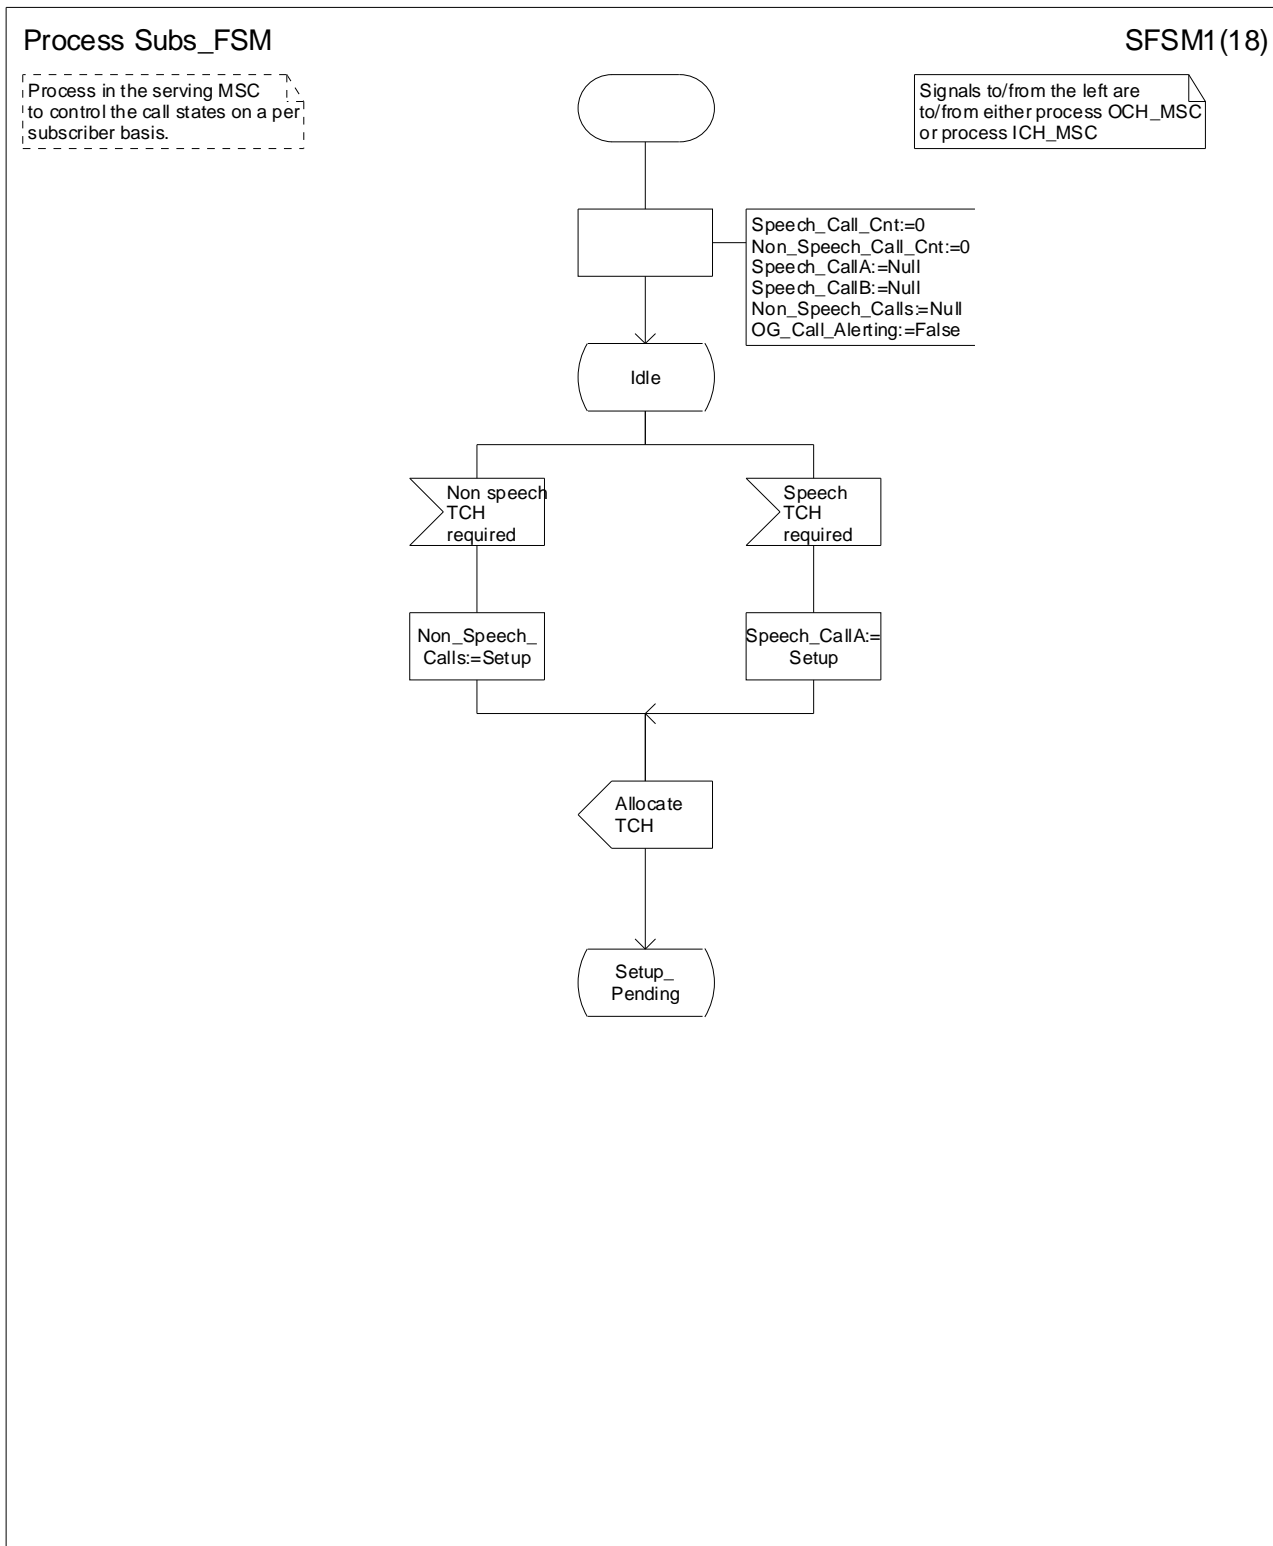 Process Subs_FSM
SFSM1(18)
Process in the serving MSC
to control the call states on a per
subscriber basis.
Signals to/from the left are
to/from either process OCH_MSC
or process ICH_MSC
Speech_Call_Cnt:=0
Non_Speech_Call_Cnt:=0
Speech_CallA:=Null
Speech_CallB:=Null
Non_Speech_Calls:=Null
OG_Call_Alerting:=False
Idle
Non speech
TCH
required
Speech
TCH
required
Non_Speech_
Calls:=Setup
Speech_CallA:=
Setup
Allocate
TCH
Setup_
Pending